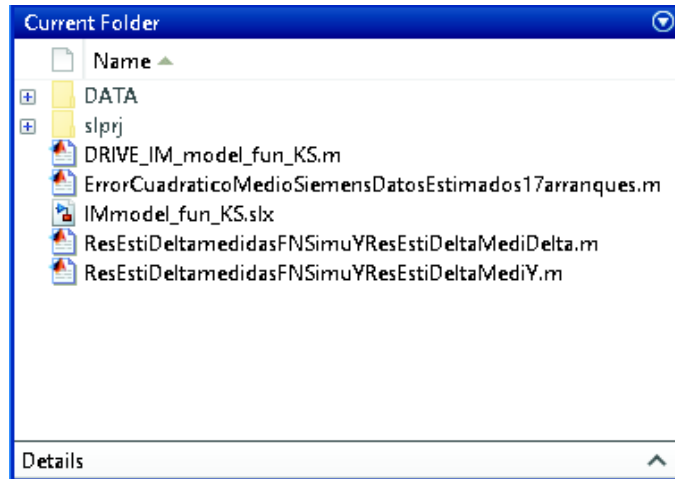 Current Folder
Name
DATA
slprj
DRIVE_IM_model_fun_KS.m
ErrorCuadraticoMedioSiemensDatosEstimados17arranques.m
IMmodel_fun_KS.slx
ResEstiDeltamedidasFNSimuYResEstiDeltaMediDelta.m
ResEstiDeltamedidasFNSimuYResEstiDeltaMediY.m
Details